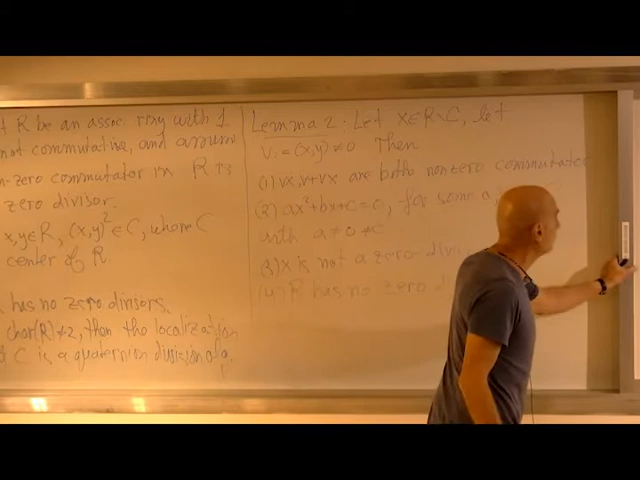 t R be an assoc. ring with 1
not commutative, and assum
n-zero commutator in R is
zero divisor.
x,y∈R, (x,y)²∈C, where C
center of R.
has no zero divisors.
char(R)≠2, then the localization
C is a quaternion division alg.
Lemma 2: Let x∈R\C, let
v:=(x,y)≠0 Then
(1) vx, v+vx are both nonzero commutator
(2) ax²+bx+c=0, for some a,
with a≠0≠c
(3) x is not a zero-divi
(4) R has no zero d